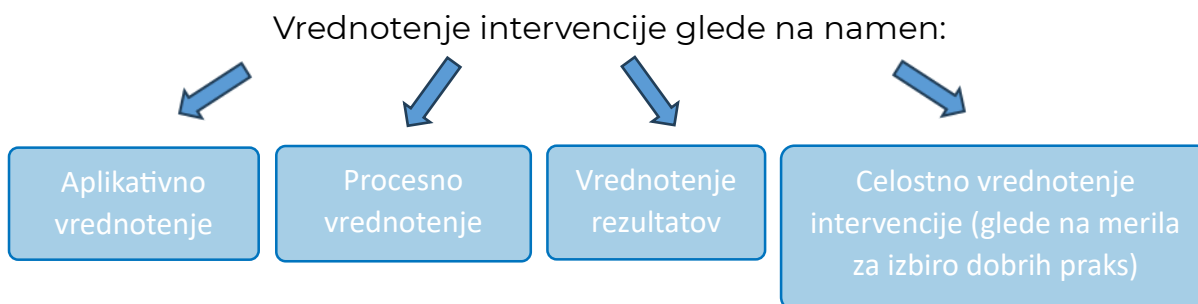 Vrednotenje intervencije glede na namen:
Aplikativno
vrednotenje
Procesno
vrednotenje
Vrednotenje
rezultatov
Celostno vrednotenje
intervencije (glede na merila
za izbiro dobrih praks)